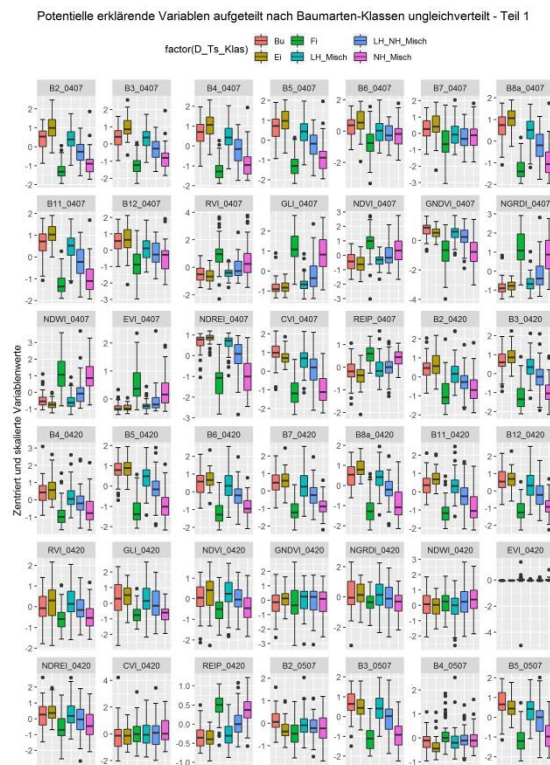 Potentielle erklärende Variablen aufgeteilt nach Baumarten-Klassen ungleichverteilt - Teil 1
factor(D_Ts_Klas) Bu Fi LH_NH_Misch
Ei LH_Misch NH_Misch
Zentriert und skalierte Variablenwerte
B2_0407 B3_0407 B4_0407 B5_0407 B6_0407 B7_0407 B8a_0407
B11_0407 B12_0407 RVI_0407 GLI_0407 NDVI_0407 GNDVI_0407 NGRDI_0407
NDWI_0407 EVI_0407 NDREI_0407 CVI_0407 REIP_0407 B2_0420 B3_0420
B4_0420 B5_0420 B6_0420 B7_0420 B8a_0420 B11_0420 B12_0420
RVI_0420 GLI_0420 NDVI_0420 GNDVI_0420 NGRDI_0420 NDWI_0420 EVI_0420
NDREI_0420 CVI_0420 REIP_0420 B2_0507 B3_0507 B4_0507 B5_0507